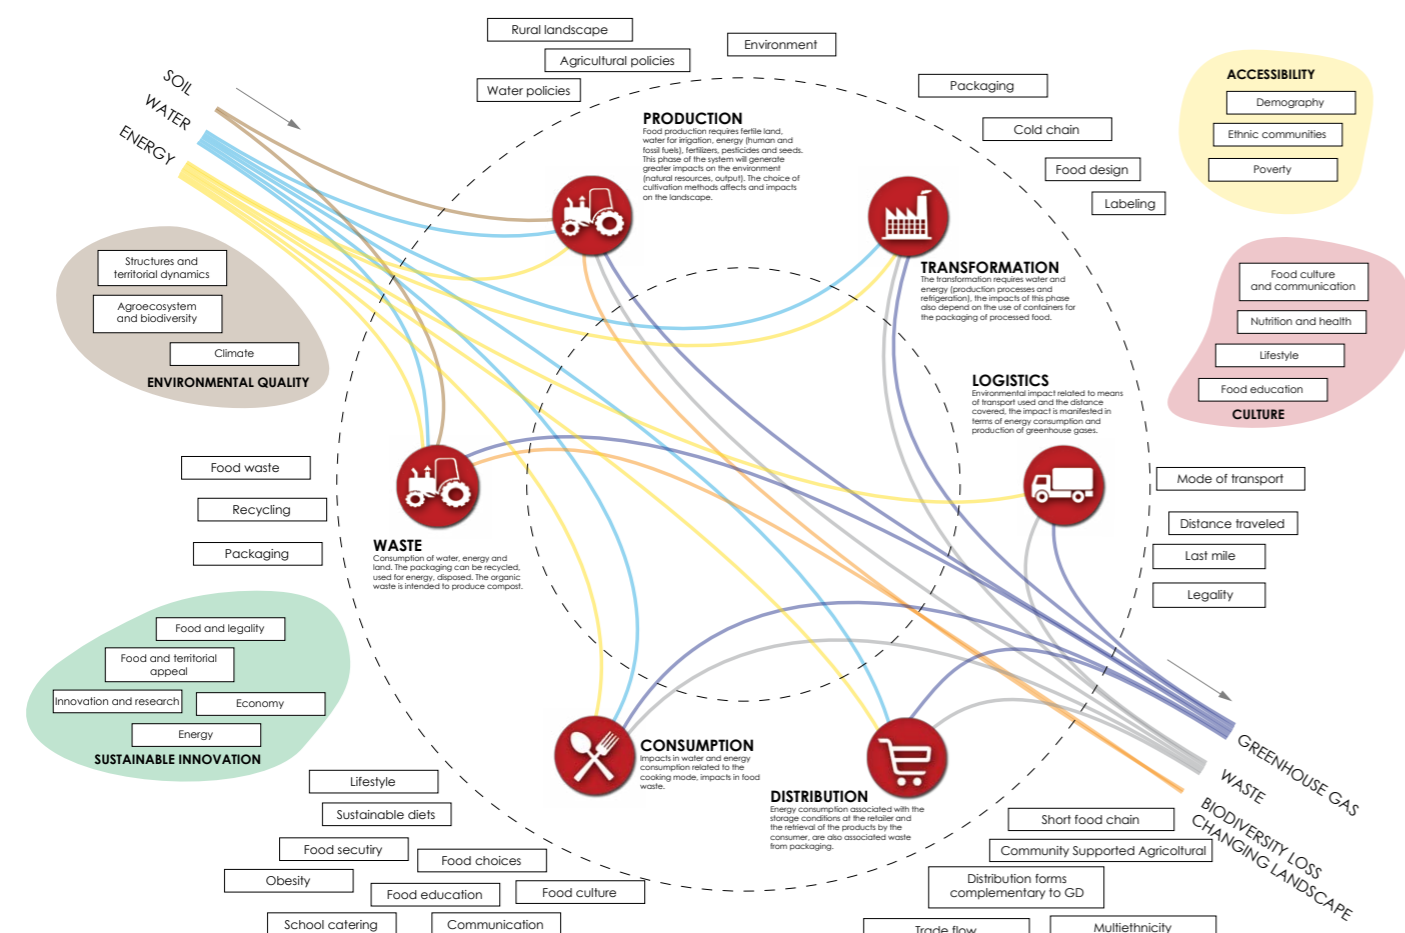 Rural landscape
Agricultural policies
Water policies
Environment
Packaging
Cold chain
Food design
Labeling
SOIL
WATER
ENERGY
PRODUCTION
Food production requires fertile land,
water for irrigation, energy (human and
fossil fuels), fertilizers, pesticides and seeds.
This phase of the system will generate
greater impacts on the environment
(natural resources, output). The choice of
cultivation methods affects and impacts
on the landscape.
TRANSFORMATION
The transformation requires water and
energy (production processes and
refrigeration), the impacts of this phase
also depend on the use of containers for
the packaging of processed food.
ACCESSIBILITY
Demography
Ethnic communities
Poverty
Structures and
territorial dynamics
Agroecosystem
and biodiversity
Climate
ENVIRONMENTAL QUALITY
Food culture
and communication
Nutrition and health
Lifestyle
Food education
CULTURE
LOGISTICS
Environmental impact related to means
of transport used and the distance
covered, the impact is manifested in
terms of energy consumption and
production of greenhouse gases.
Mode of transport
Distance traveled
Last mile
Legality
Food waste
Recycling
Packaging
WASTE
Consumption of water, energy and
land. The packaging can be recycled,
used for energy, disposed. The organic
waste is intended to produce compost.
Food and legality
Food and territorial
appeal
Innovation and research
Economy
Energy
SUSTAINABLE INNOVATION
CONSUMPTION
Impacts in water and energy
consumption related to the
cooking mode, impacts in food
waste.
DISTRIBUTION
Energy consumption associated with the
storage conditions at the retailer and
the retrieval of the products by the
consumer, are also associated waste
from packaging.
GREENHOUSE GAS
WASTE
BIODIVERSITY LOSS
CHANGING LANDSCAPE
Lifestyle
Sustainable diets
Food secutiry
Food choices
Obesity
Food education
Food culture
School catering
Communication
Short food chain
Community Supported Agricoltural
Distribution forms
complementary to GD
Trade flow
Multiethnicity